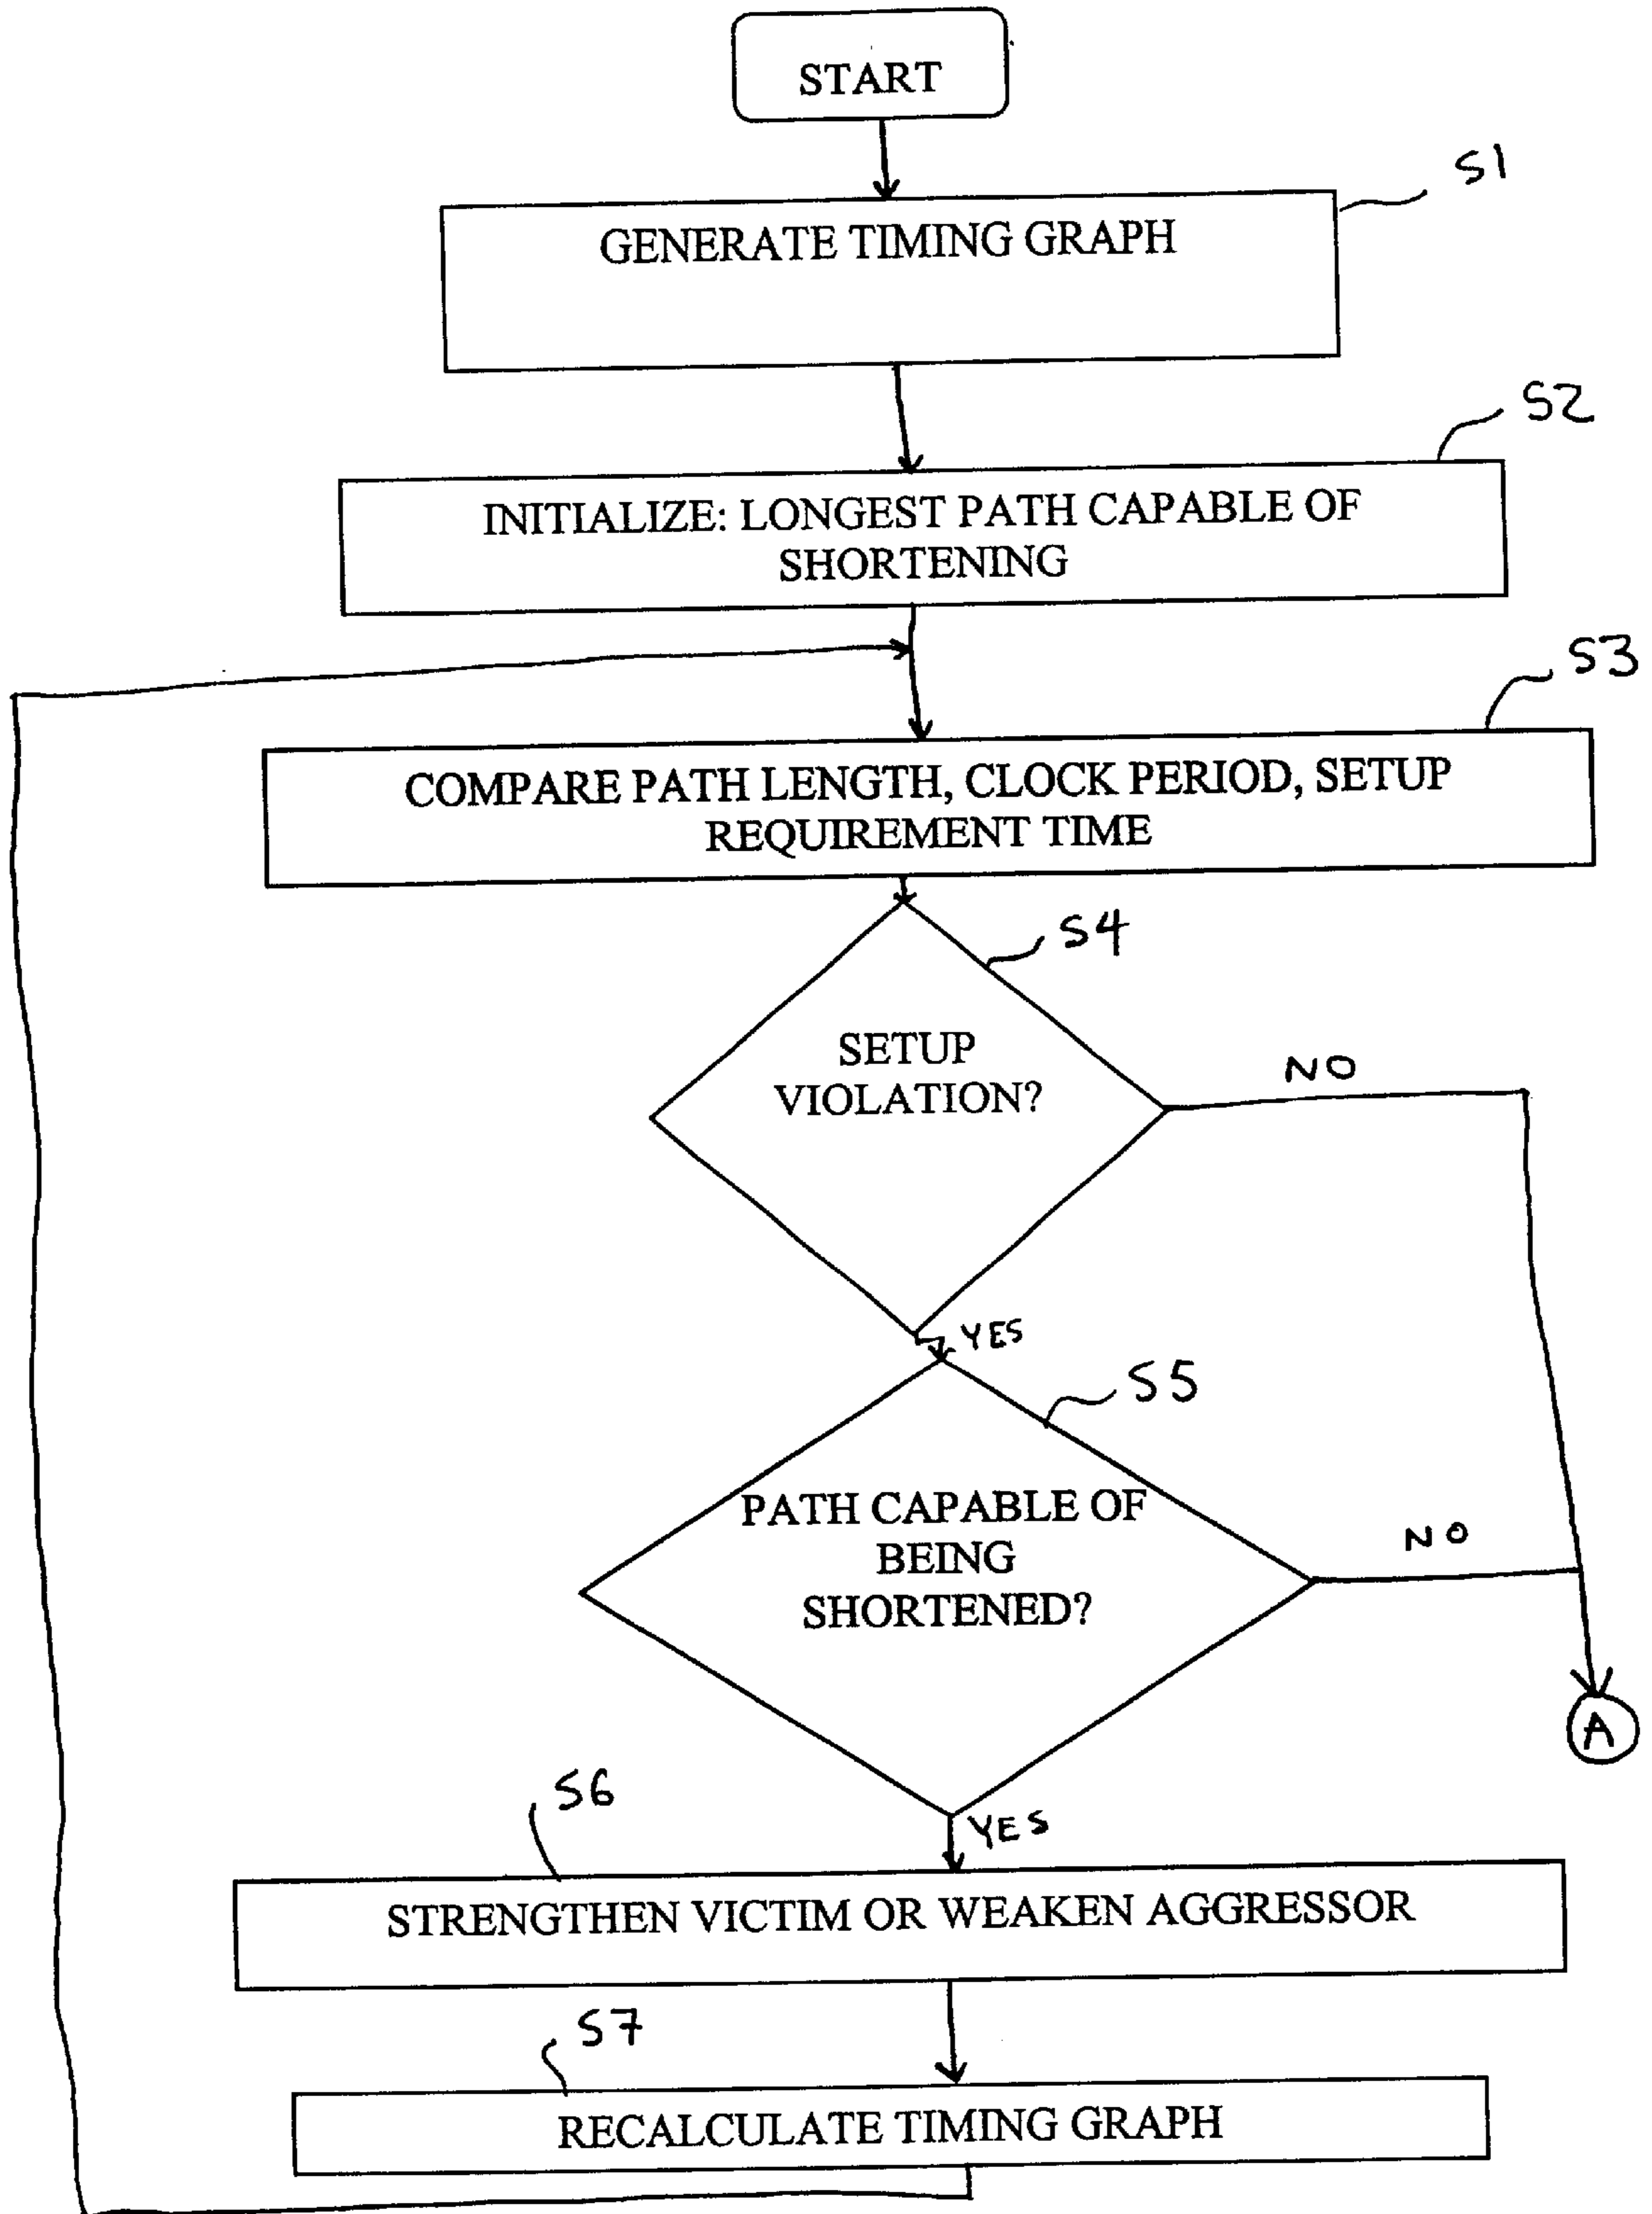 START
S1
GENERATE TIMING GRAPH
S2
INITIALIZE: LONGEST PATH CAPABLE OF
SHORTENING
S3
COMPARE PATH LENGTH, CLOCK PERIOD, SETUP
REQUIREMENT TIME
S4
SETUP
VIOLATION?
NO
YES
S5
PATH CAPABLE OF
BEING
SHORTENED?
NO
A
YES
S6
STRENGTHEN VICTIM OR WEAKEN AGGRESSOR
S7
RECALCULATE TIMING GRAPH